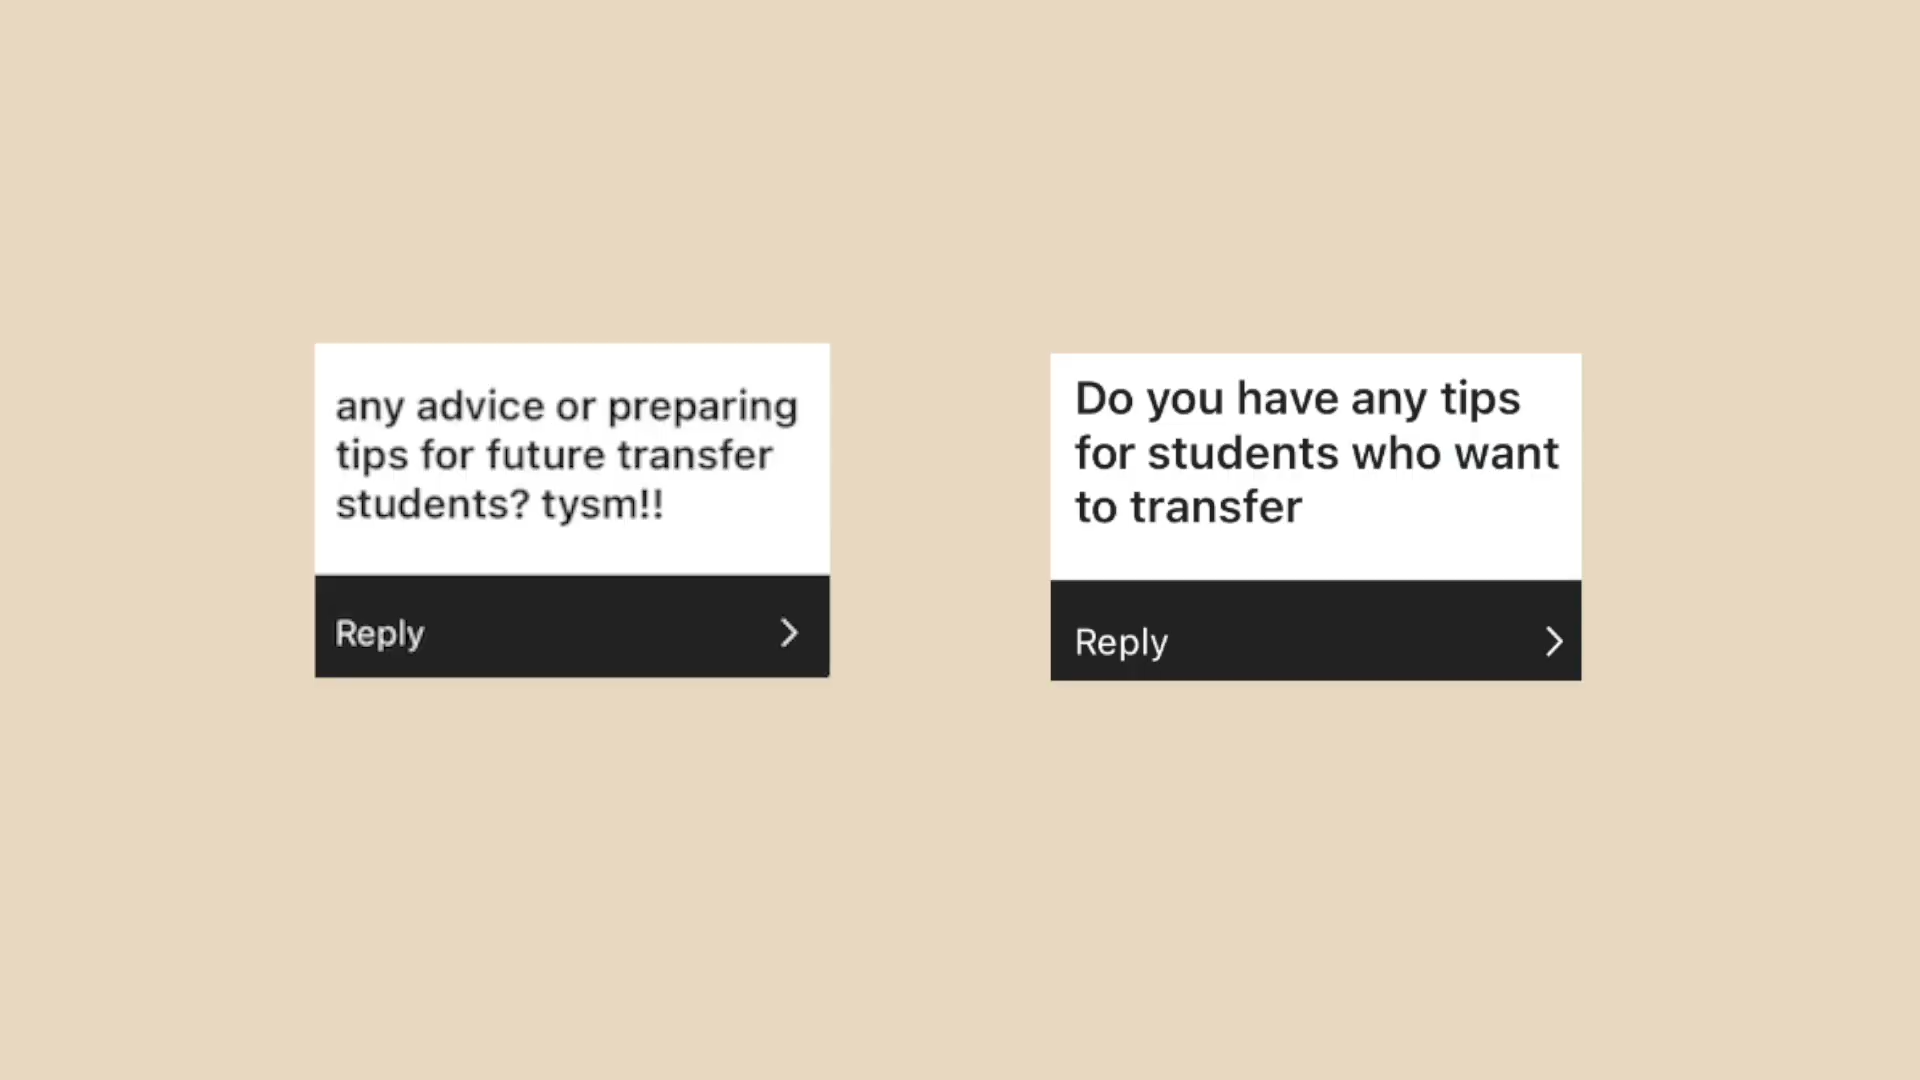 any advice or preparing
tips for future transfer
students? tysm!!
Reply
Do you have any tips
for students who want
to transfer
Reply